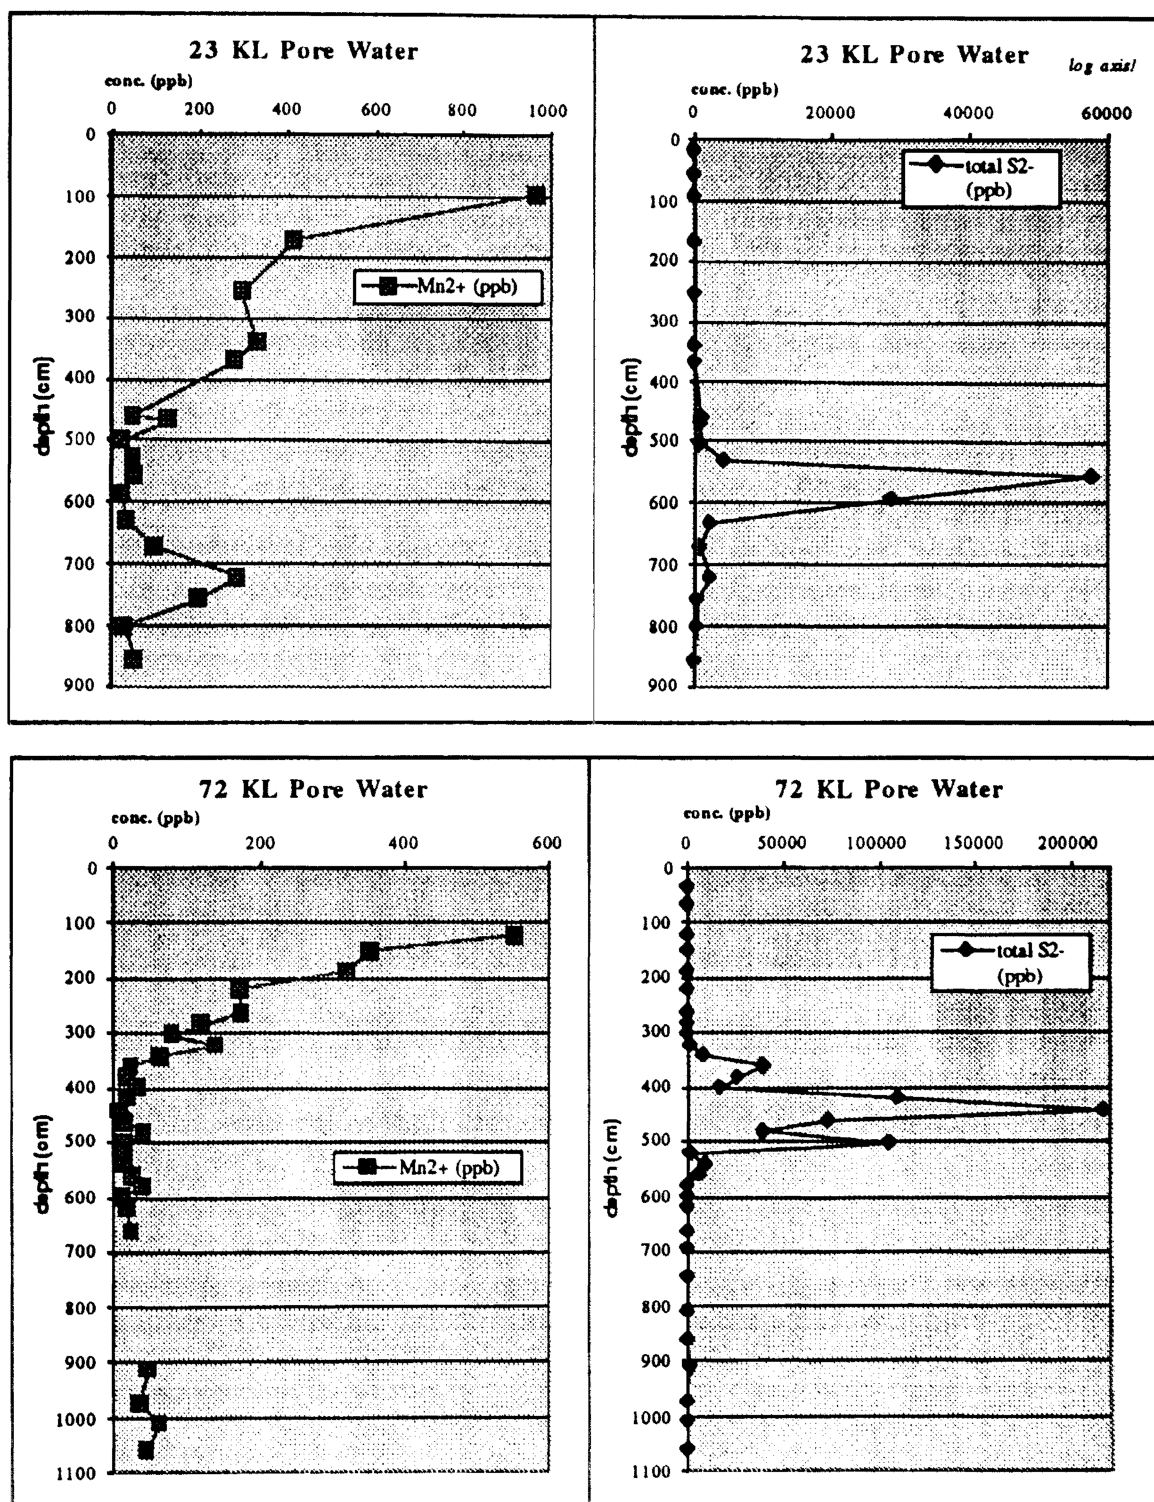 23 KL Pore Water
conc. (ppb)
0 200 400 600 800 1000
0
100
200
300
400
500
600
700
800
900
depth (cm)
Mn2+ (ppb)
23 KL Pore Water
log axis!
conc. (ppb)
0 20000 40000 60000
0
100
200
300
400
500
600
700
800
900
depth (cm)
total S2-
(ppb)
72 KL Pore Water
conc. (ppb)
0 200 400 600
0
100
200
300
400
500
600
700
800
900
1000
1100
depth (cm)
Mn2+ (ppb)
72 KL Pore Water
conc. (ppb)
0 50000 100000 150000 200000
0
100
200
300
400
500
600
700
800
900
1000
1100
depth (cm)
total S2-
(ppb)